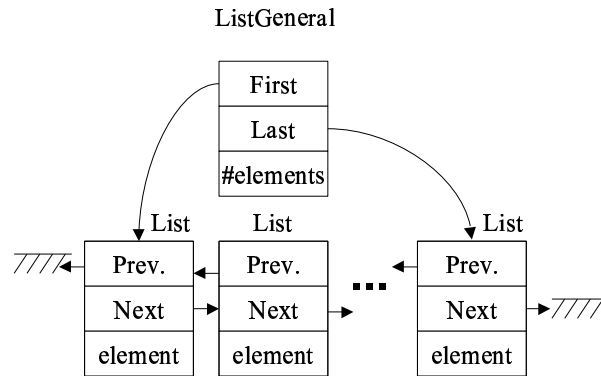 ListGeneral
First
Last
#elements
List List List
Prev. Prev. Prev.
Next Next Next
element element element